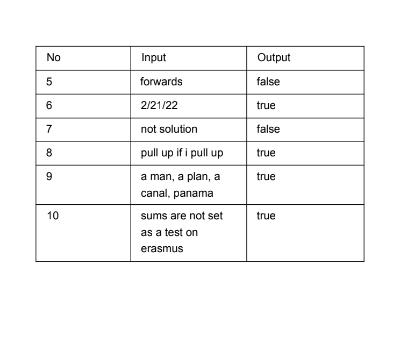 No Input Output
5 forwards false
6 2/21/22 true
7 not solution false
8 pull up if i pull up true
9 a man, a plan, a true
canal, panama
10 sums are not set true
as a test on
erasmus